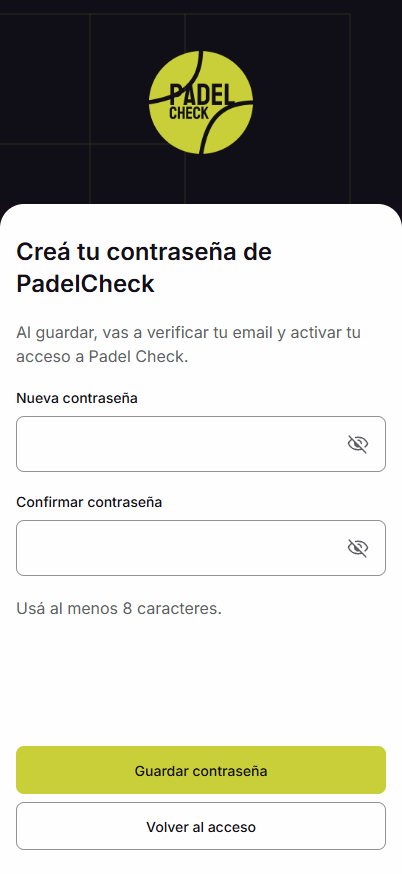 PADEL
CHECK
Creá tu contraseña de
PadelCheck
Al guardar, vas a verificar tu email y activar tu
acceso a Padel Check.
Nueva contraseña
Confirmar contraseña
Usá al menos 8 caracteres.
Guardar contraseña
Volver al acceso